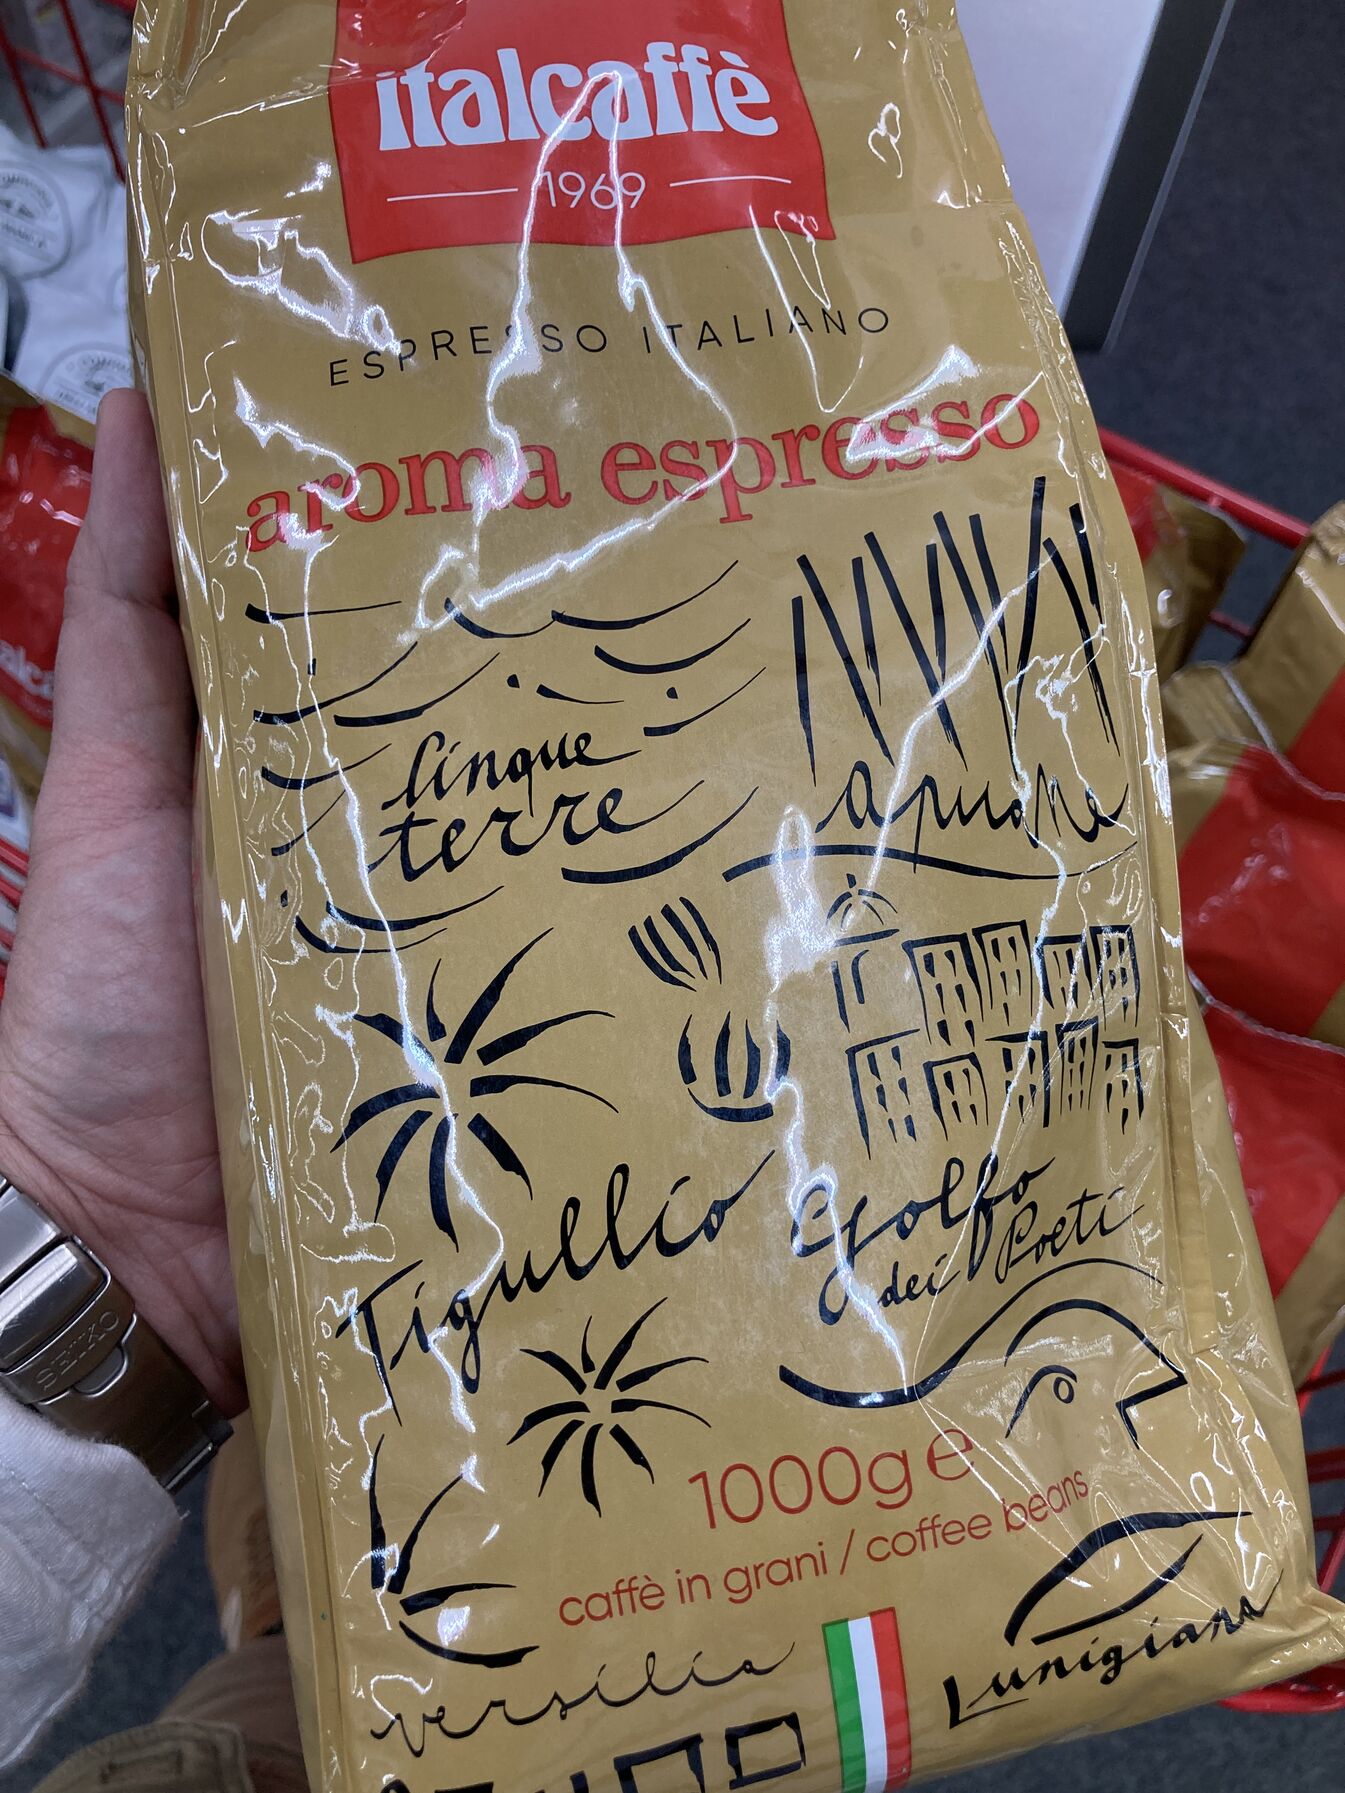 italcaffè
1969
ESPRESSO ITALIANO
aroma espresso
Cinque
terre
apuane
Tigullio
Golfo
dei Poeti
1000g ℮
caffè in grani / coffee beans
versilia
Lunigiana
SEIKO